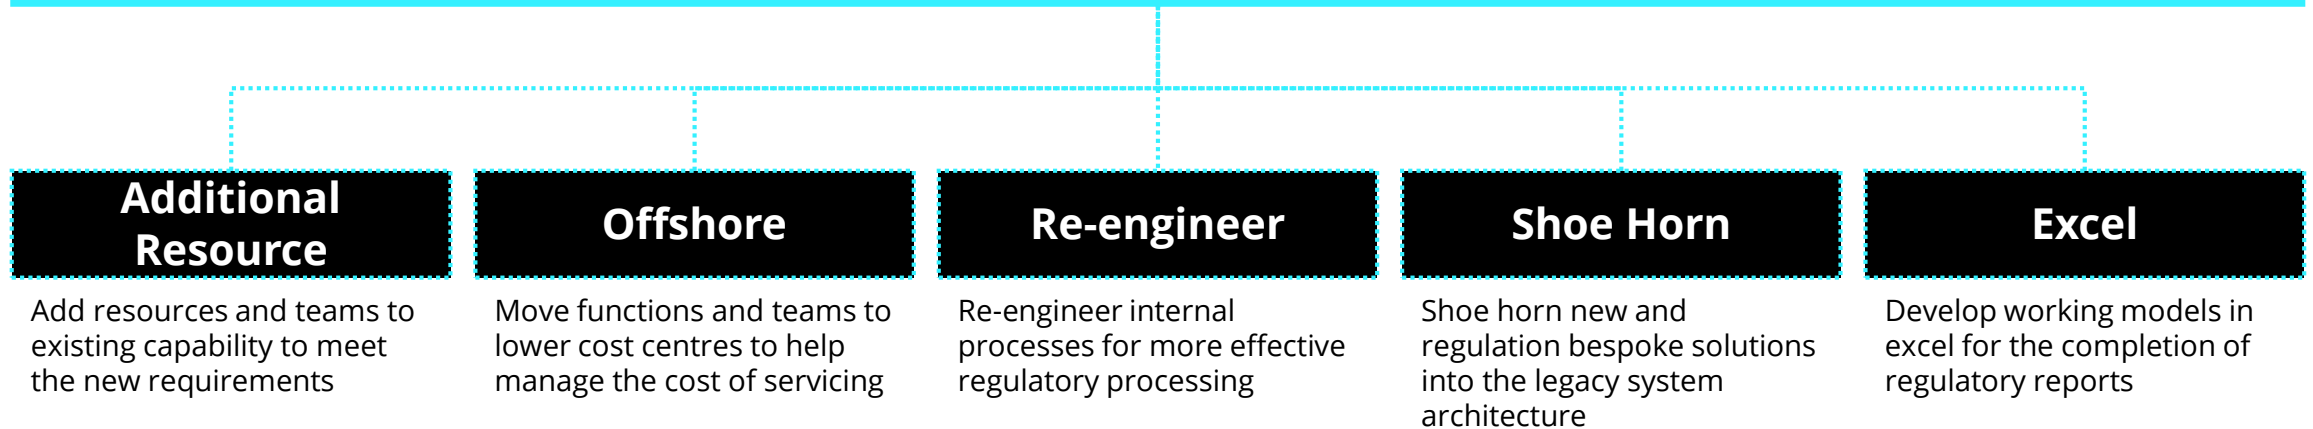 Additional
Resource
Add resources and teams to
existing capability to meet
the new requirements
Offshore
Move functions and teams to
lower cost centres to help
manage the cost of servicing
Re-engineer
Re-engineer internal
processes for more effective
regulatory processing
Shoe Horn
Shoe horn new and
regulation bespoke solutions
into the legacy system
architecture
Excel
Develop working models in
excel for the completion of
regulatory reports